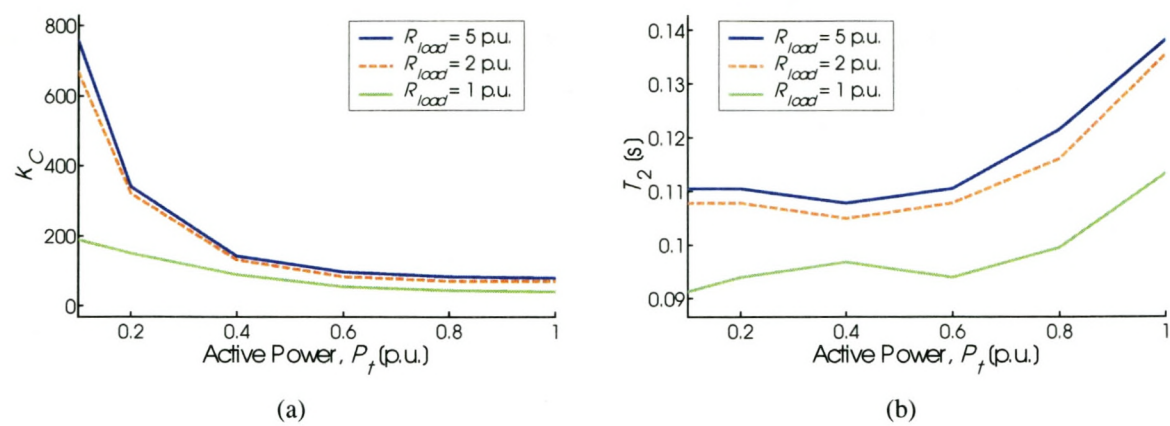 800
600
400
200
0
K_C
R_load = 5 p.u.
R_load = 2 p.u.
R_load = 1 p.u.
0.2 0.4 0.6 0.8 1
Active Power, P_t (p.u.)
(a)
0.14
0.13
0.12
0.11
0.1
0.09
T_2 (s)
R_load = 5 p.u.
R_load = 2 p.u.
R_load = 1 p.u.
0.2 0.4 0.6 0.8 1
Active Power, P_t (p.u.)
(b)